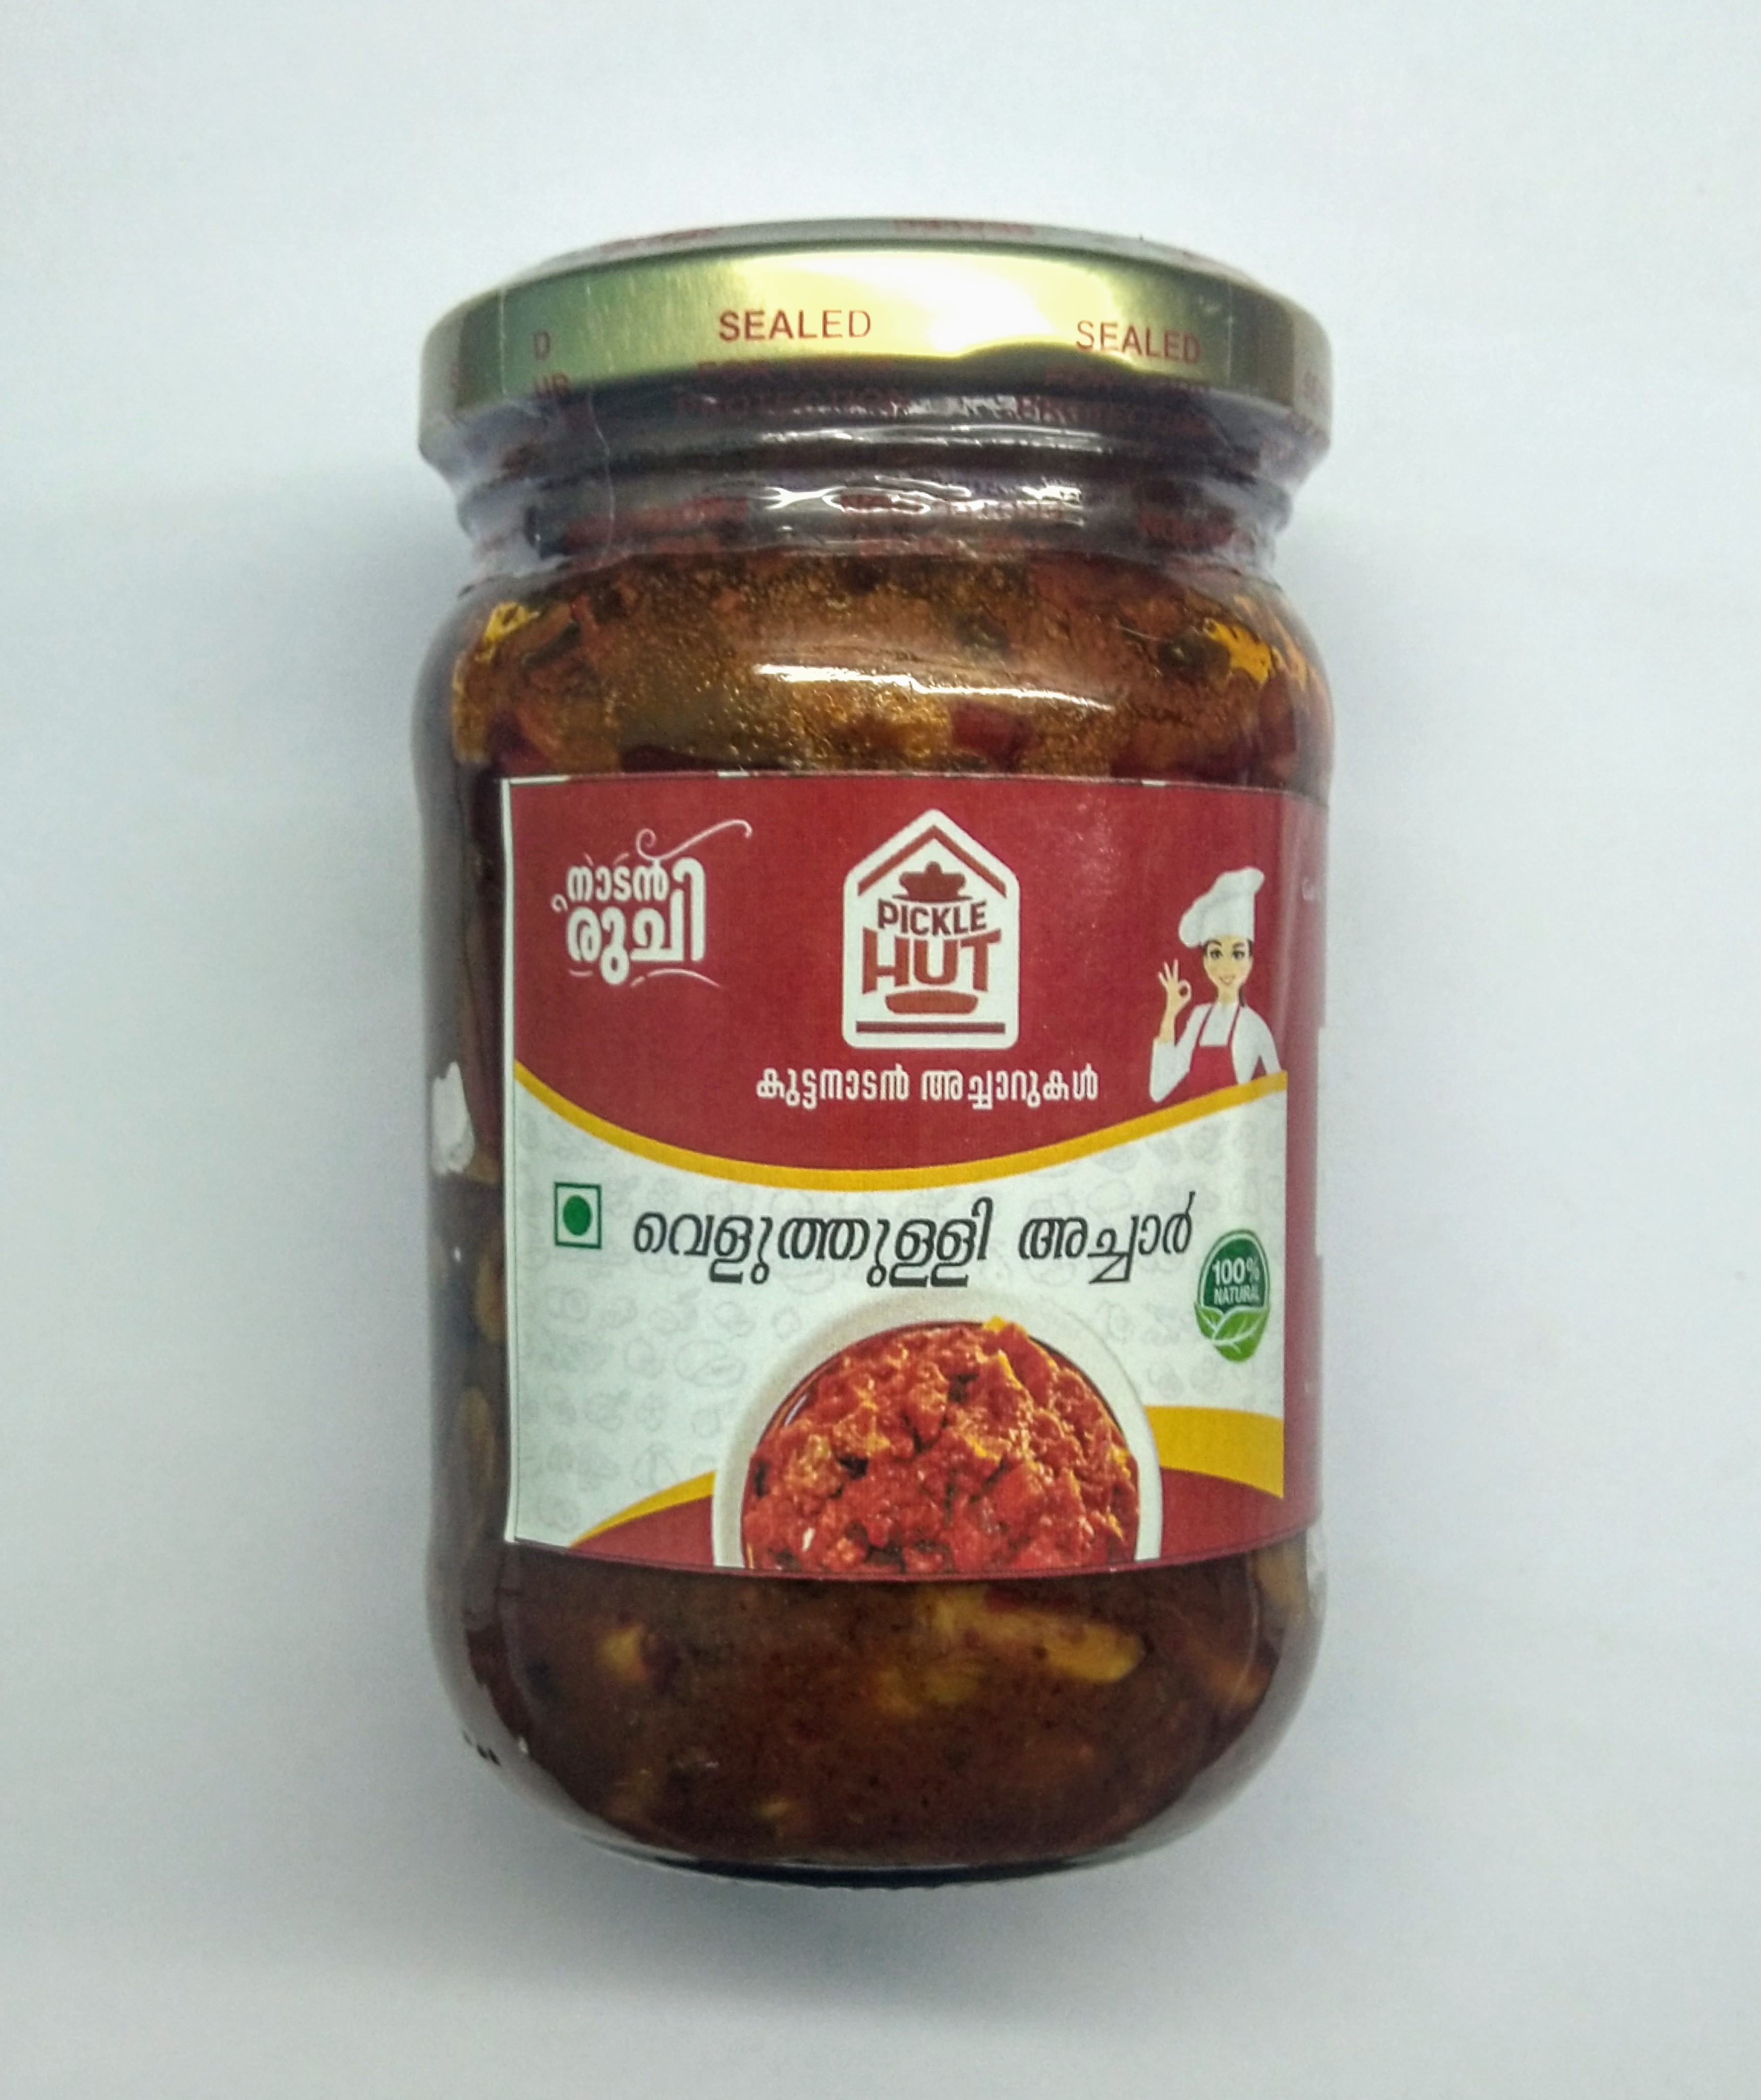 SEALED
SEALED
നാടൻ
രുചി
PICKLE
HUT
കുട്ടനാടൻ അച്ചാറുകൾ
വെളുത്തുള്ളി അച്ചാർ
100%
NATURAL